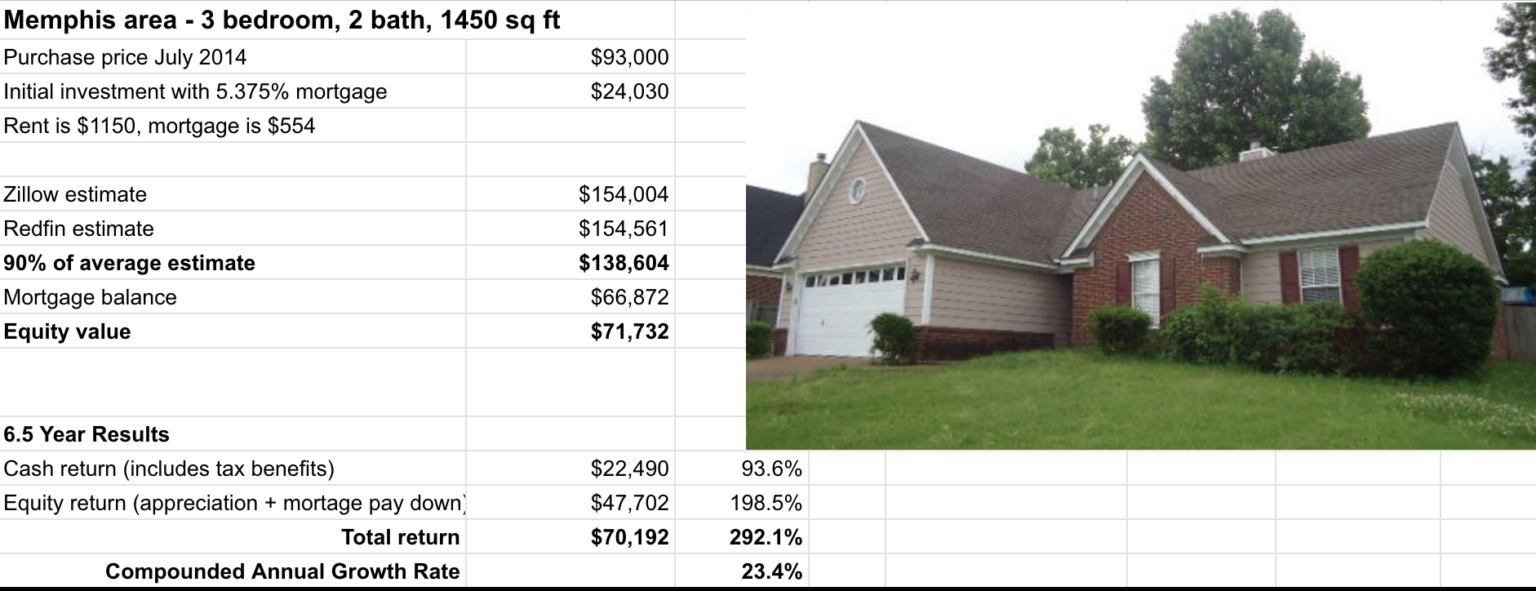 Memphis area - 3 bedroom, 2 bath, 1450 sq ft
Purchase price July 2014 $93,000
Initial investment with 5.375% mortgage $24,030
Rent is $1150, mortgage is $554
Zillow estimate $154,004
Redfin estimate $154,561
90% of average estimate $138,604
Mortgage balance $66,872
Equity value $71,732
6.5 Year Results
Cash return (includes tax benefits) $22,490 93.6%
Equity return (appreciation + mortage pay down) $47,702 198.5%
Total return $70,192 292.1%
Compounded Annual Growth Rate 23.4%